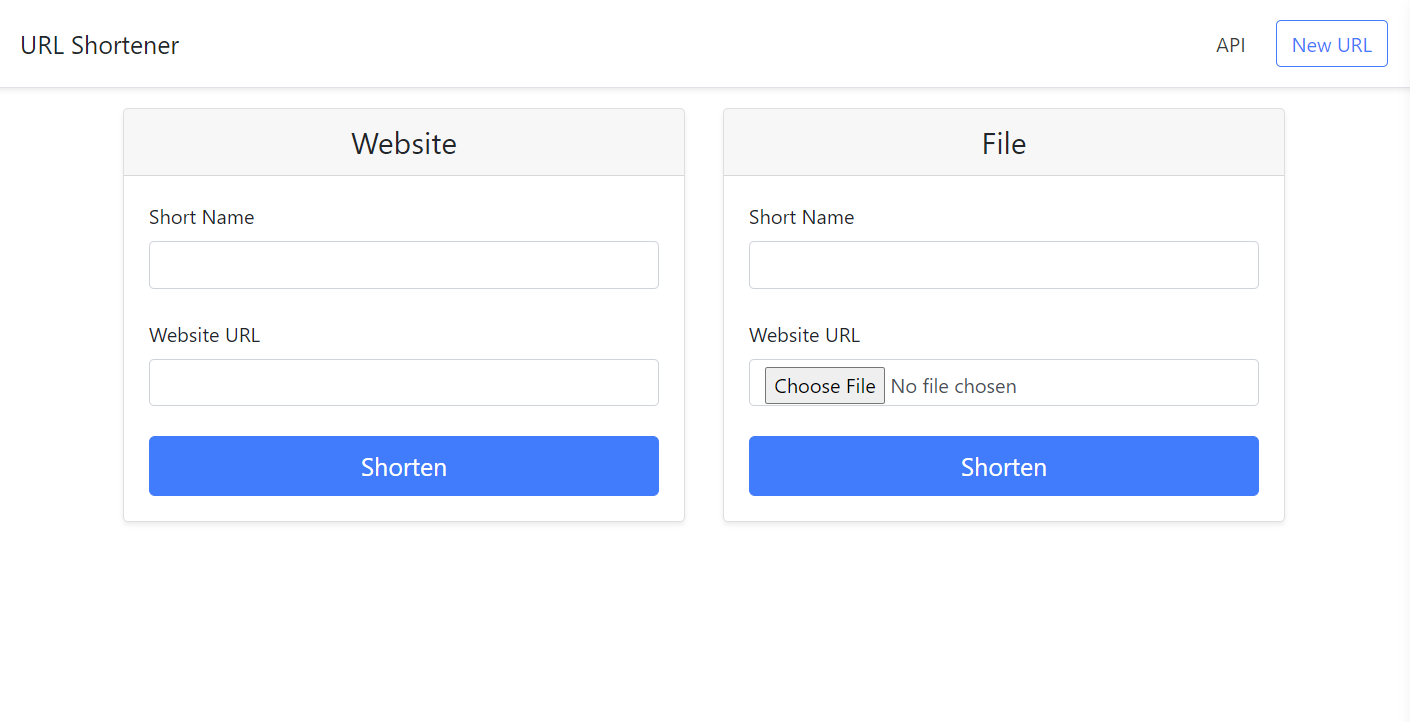 URL Shortener
API
New URL
Website
Short Name
Website URL
Shorten
File
Short Name
Website URL
Choose File No file chosen
Shorten